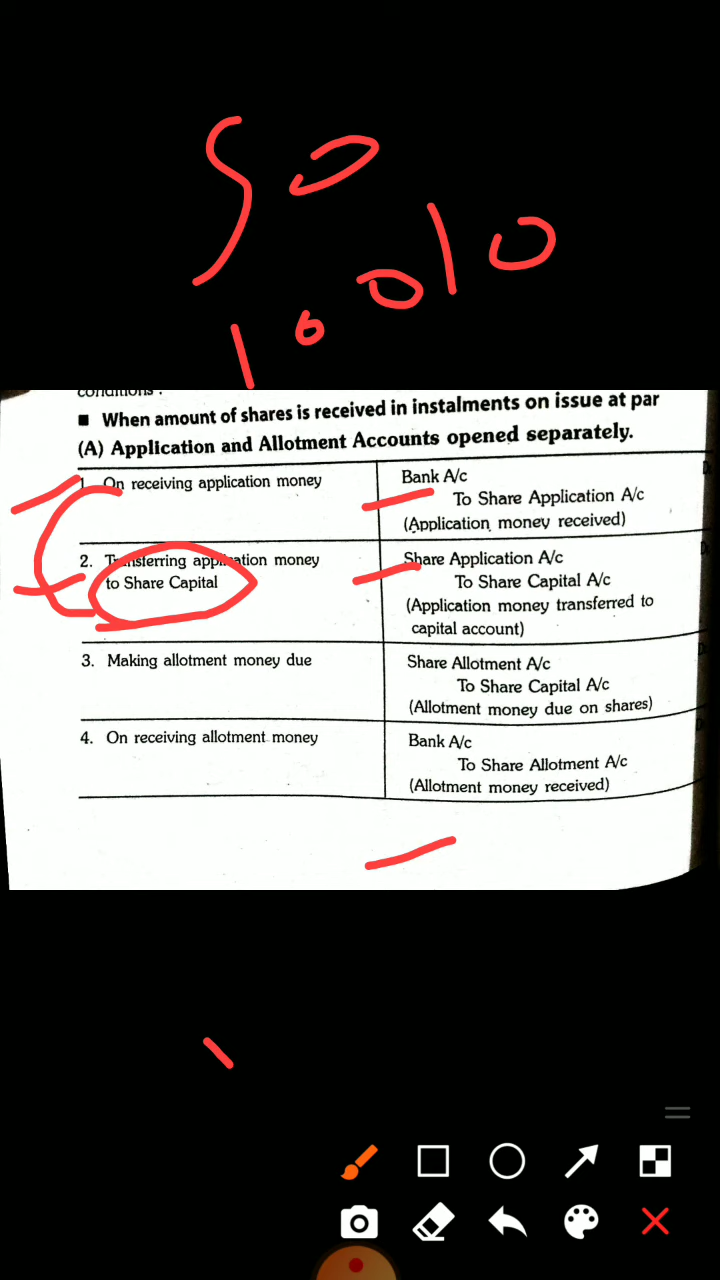 50
10010
conditions :
■ When amount of shares is received in instalments on issue at par
(A) Application and Allotment Accounts opened separately.
1. On receiving application money
Bank A/c
To Share Application A/c
(Application money received)
2. Transferring application money
to Share Capital
Share Application A/c
To Share Capital A/c
(Application money transferred to
capital account)
3. Making allotment money due
Share Allotment A/c
To Share Capital A/c
(Allotment money due on shares)
4. On receiving allotment money
Bank A/c
To Share Allotment A/c
(Allotment money received)